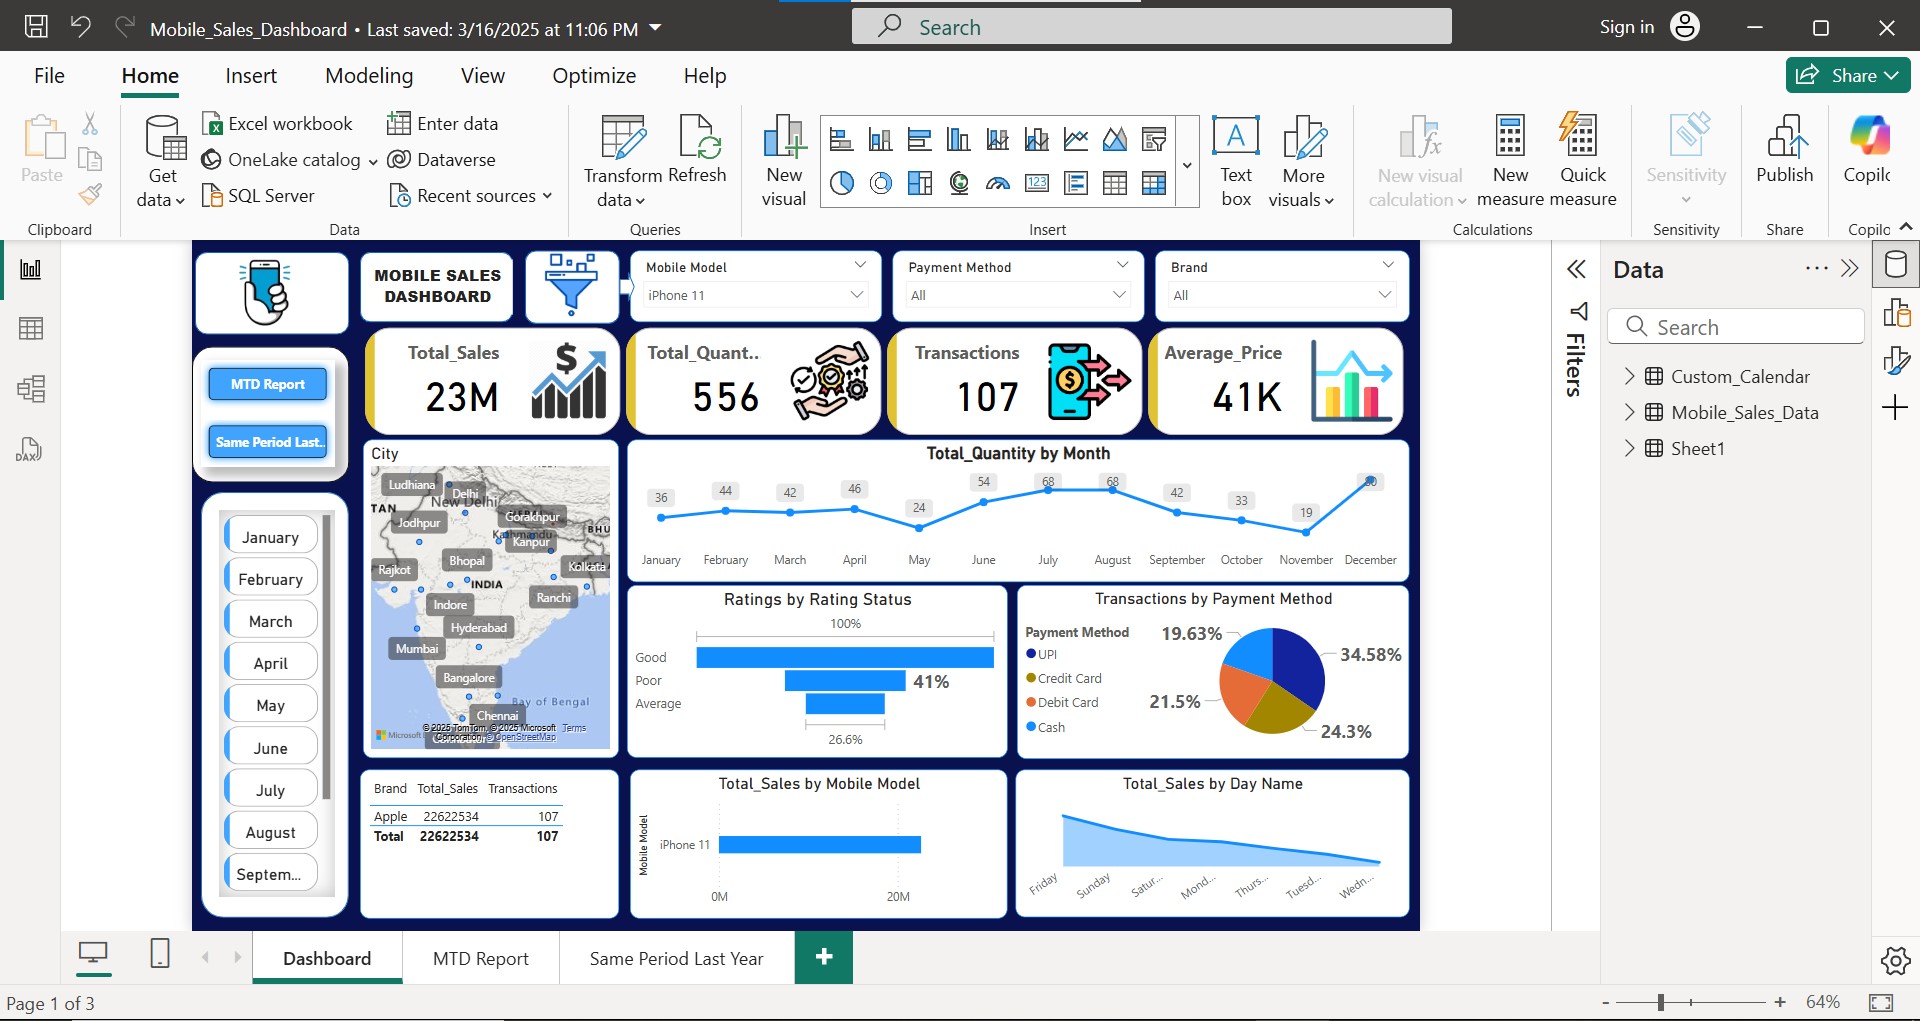 Mobile_Sales_Dashboard • Last saved: 3/16/2025 at 11:06 PM
Search
Sign in
File
Home
Insert
Modeling
View
Optimize
Help
Share
Paste
Clipboard
Get data
Excel workbook
OneLake catalog
SQL Server
Enter data
Dataverse
Recent sources
Data
Transform data
Refresh
Queries
New visual
123
Text box
A
More visuals
Insert
New visual calculation
fx
New measure
Quick measure
Calculations
Sensitivity
Sensitivity
Publish
Share
Copilc
Copilc
DAX
MOBILE SALES
DASHBOARD
Mobile Model
iPhone 11
Payment Method
All
Brand
All
MTD Report
Same Period Last..
Total_Sales
23M
Total_Quant..
556
Transactions
107
Average_Price
41K
January
February
March
April
May
June
July
August
Septem...
City
Ludhiana
Delhi
New Delhi
TAN
Jodhpur
Gorakhpur
Kathmandu
BHU
Kanpur
Bhopal
Rajkot
Kolkata
INDIA
Indore
Ranchi
Hyderabad
Mumbai
Bangalore
Bay of Bengal
Chennai
© 2025 TomTom, © 2025 Microsoft Corporation, © OpenStreetMap
Terms
Microsoft
Total_Quantity by Month
36
44
42
46
24
54
68
68
42
33
19
80
January
February
March
April
May
June
July
August
September
October
November
December
Ratings by Rating Status
100%
Good
Poor
41%
Average
26.6%
Transactions by Payment Method
Payment Method
UPI
Credit Card
Debit Card
Cash
19.63%
34.58%
21.5%
24.3%
Brand Total_Sales Transactions
Apple 22622534 107
Total 22622534 107
Total_Sales by Mobile Model
Mobile Model
iPhone 11
0M
20M
Total_Sales by Day Name
Friday
Sunday
Satur...
Mond...
Thurs...
Tuesd...
Wedn...
Filters
Data
Search
Custom_Calendar
Mobile_Sales_Data
Sheet1
Dashboard
MTD Report
Same Period Last Year
Page 1 of 3
64%